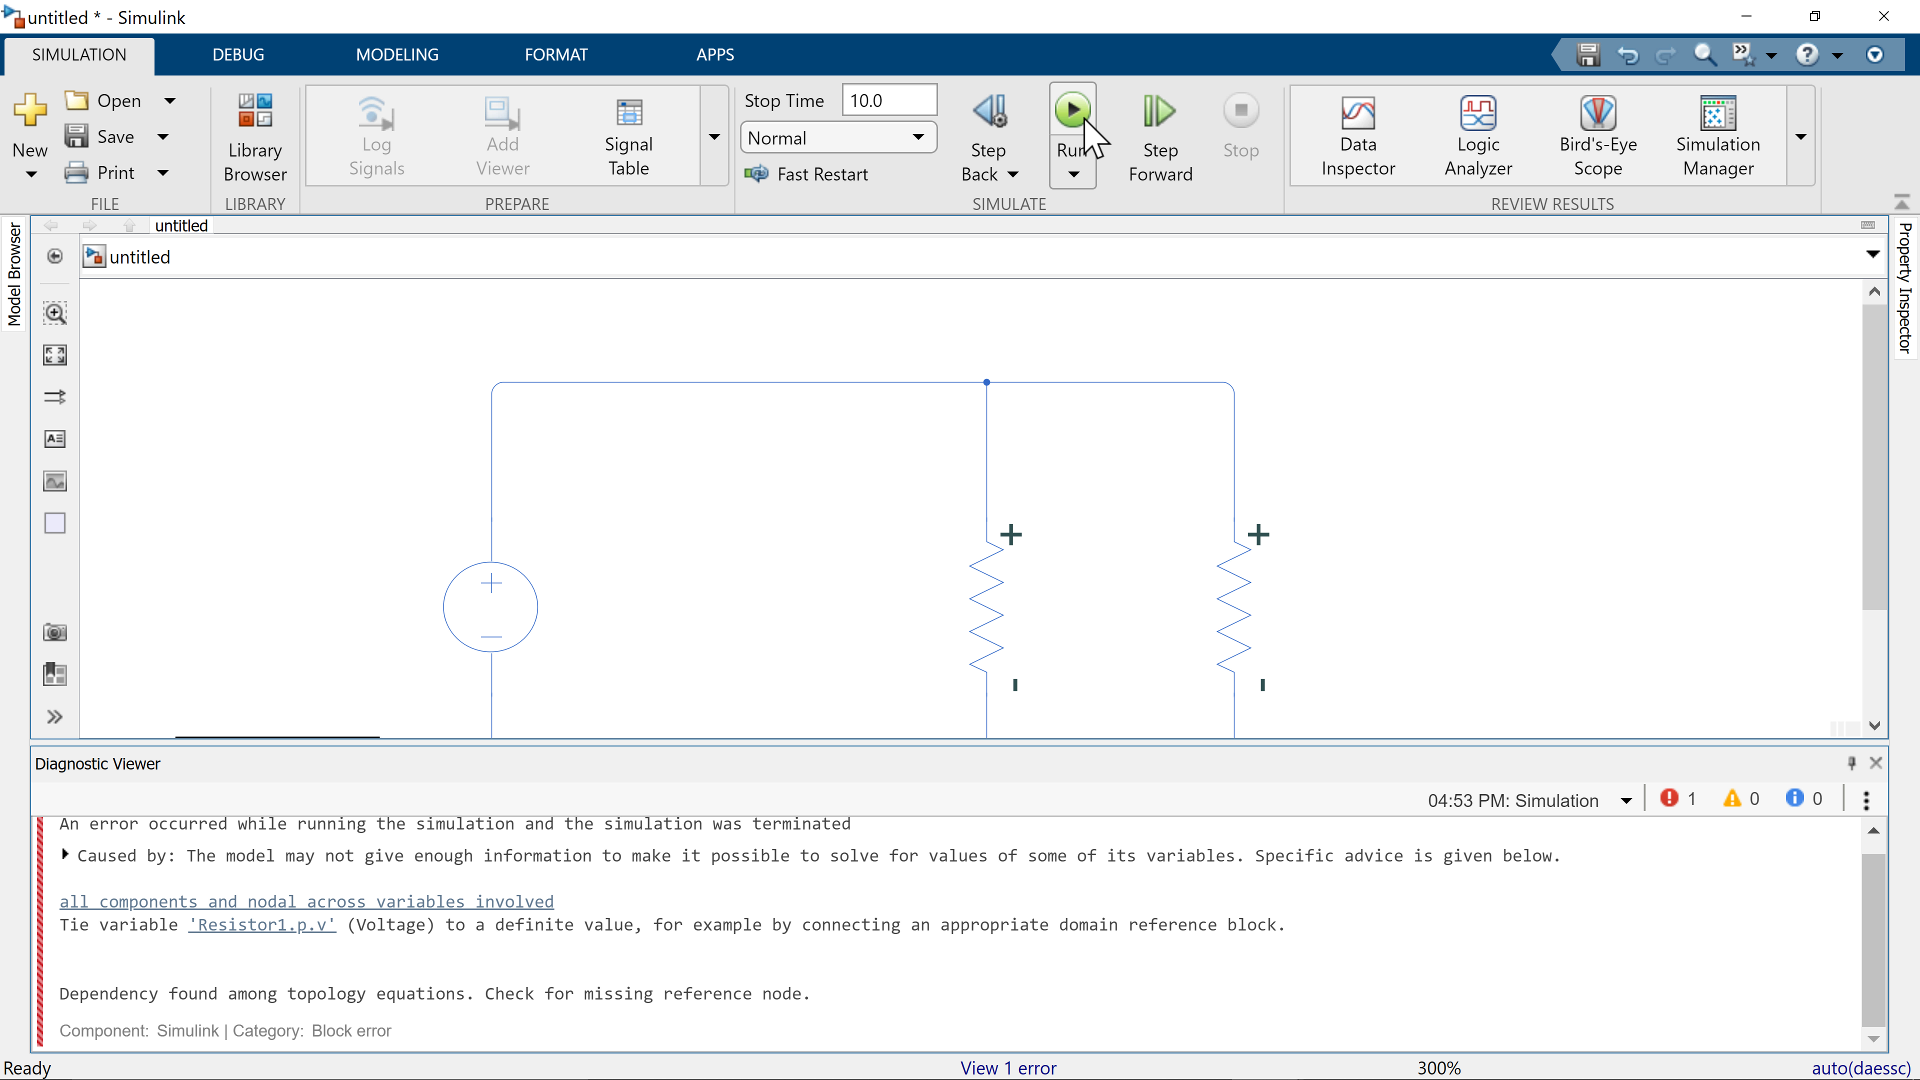 untitled * - Simulink
SIMULATION DEBUG MODELING FORMAT APPS
New
Open
Save
Print
FILE
Library Browser
LIBRARY
Log Signals
Add Viewer
Signal Table
PREPARE
Stop Time 10.0
Normal
Fast Restart
Step Back
Run
Step Forward
Stop
SIMULATE
Data Inspector
Logic Analyzer
Bird's-Eye Scope
Simulation Manager
REVIEW RESULTS
Model Browser
untitled
untitled
Property Inspector
Diagnostic Viewer
04:53 PM: Simulation 1 0 0
An error occurred while running the simulation and the simulation was terminated
Caused by: The model may not give enough information to make it possible to solve for values of some of its variables. Specific advice is given below.
all components and nodal across variables involved
Tie variable 'Resistor1.p.v' (Voltage) to a definite value, for example by connecting an appropriate domain reference block.
Dependency found among topology equations. Check for missing reference node.
Component: Simulink | Category: Block error
Ready View 1 error 300% auto(daessc)